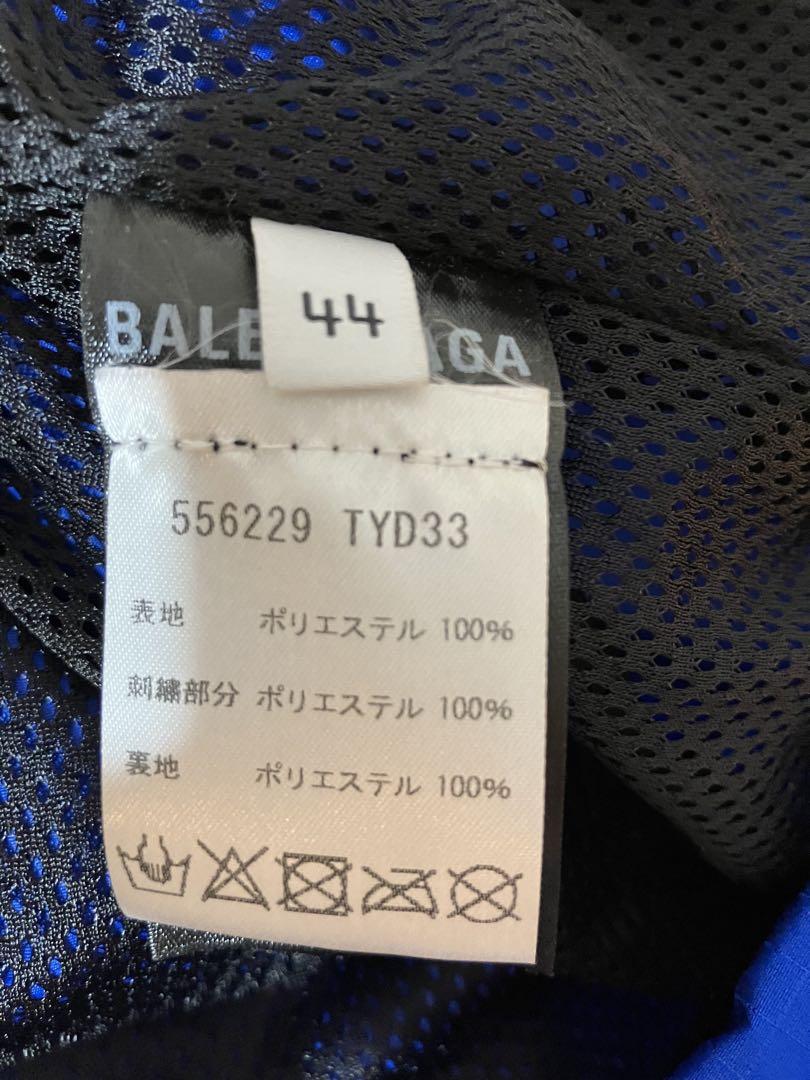 44
BALE AGA
556229 TYD33
表地 ポリエステル 100%
刺繍部分 ポリエステル 100%
裏地 ポリエステル 100%